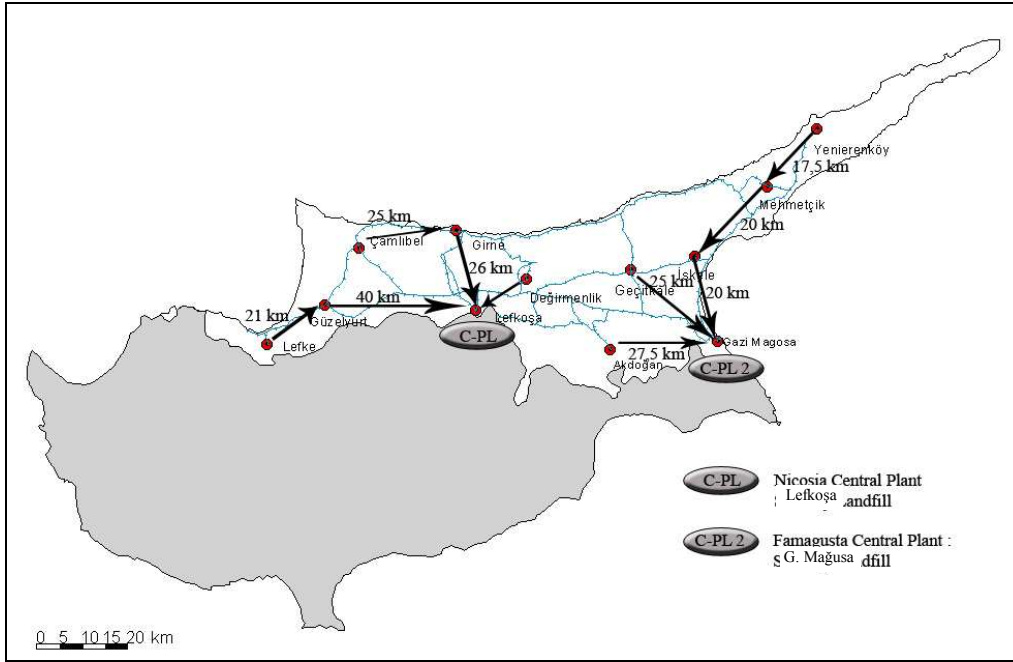 Yenierenköy
17,5 km
Mehmetçik
20 km
25 km
Çamlıbel
Girne
26 km
Değirmenlik
İskele
Geçitkale
25 km
20 km
21 km
Güzelyurt
40 km
Lefkoşa
Lefke
C-PL
Akdoğan
27,5 km
Gazi Magosa
C-PL 2
C-PL
Nicosia Central Plant
Lefkoşa
C-PL 2
Famagusta Central Plant :
G. Mağusa
0 5 10 15 20 km